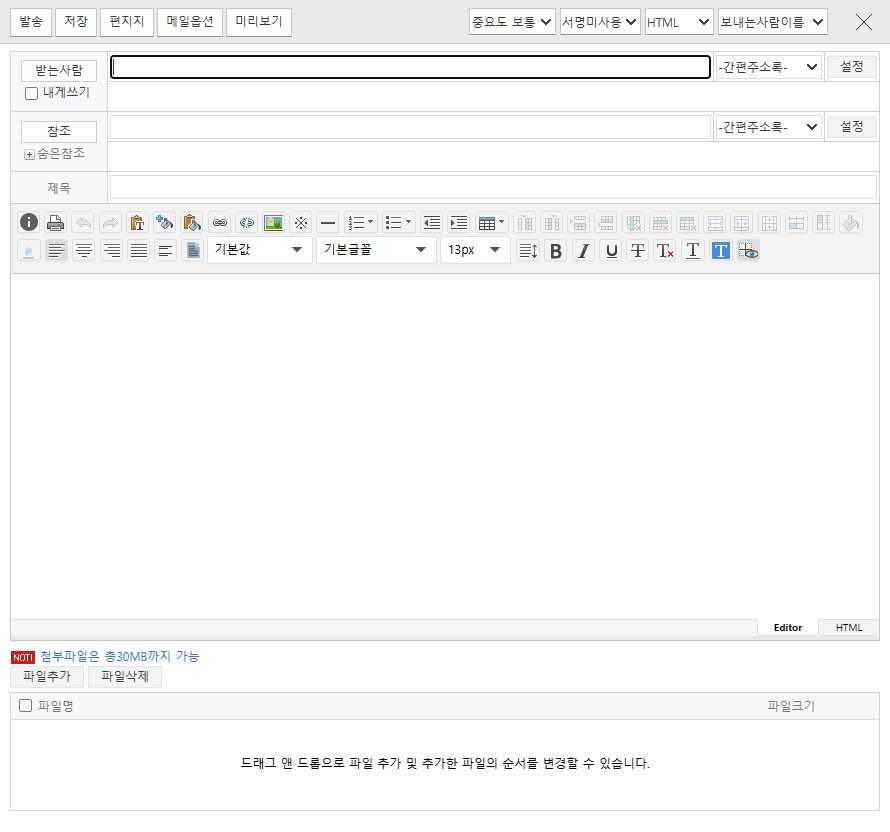 발송 저장 편지지 메일옵션 미리보기 중요도 보통 서명미사용 HTML 보내는사람이름
받는사람 -간편주소록- 설정
내게쓰기
참조 -간편주소록- 설정
숨은참조
제목
기본값 기본글꼴 13px
Editor HTML
NOTI 첨부파일은 총30MB까지 가능
파일추가 파일삭제
파일명 파일크기
드래그 앤 드롭으로 파일 추가 및 추가한 파일의 순서를 변경할 수 있습니다.